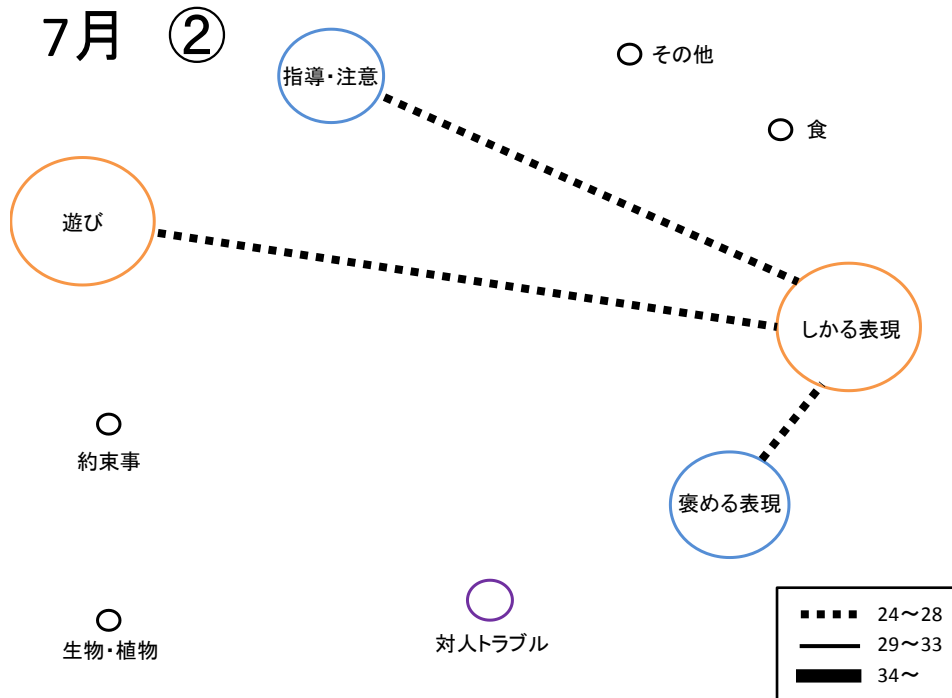 7月 ②
指導・注意
その他
食
遊び
しかる表現
約束事
褒める表現
生物・植物
対人トラブル
24～28
29～33
34～